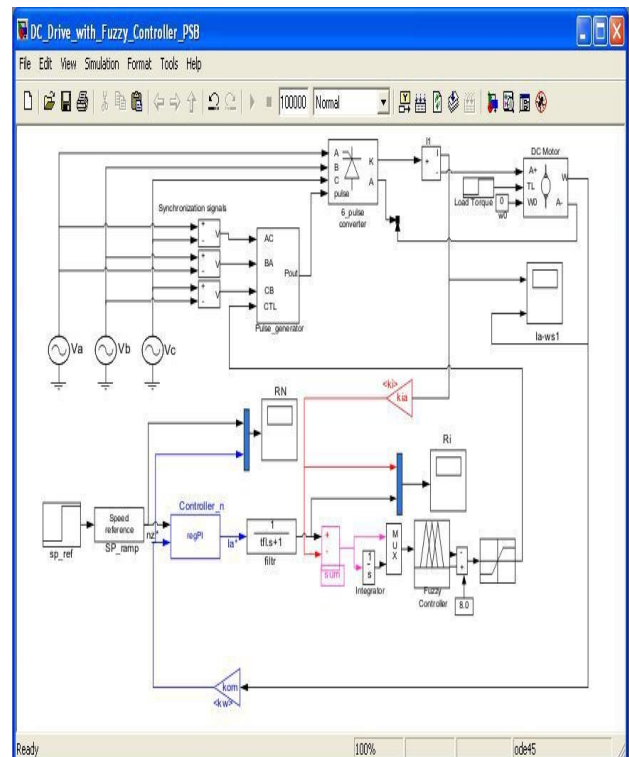 DC_Drive_with_Fuzzy_Controller_PSB
File Edit View Simulation Format Tools Help
100000 Normal
I1
DC Motor
A
B
C
pulse
K
A
6_pulse
converter
+
-
I
A+
TL
W0
W
A-
Load Torque
0
w0
Synchronization signals
+
-
V
+
-
V
+
-
V
AC
BA
CB
CTL
Pout
Pulse_generator
Ia-ws1
Va
Vb
Vc
<ki>
kia
RN
Ri
Controller_n
Speed
reference
nz*
SP_ramp
sp_ref
regPI
Ia*
1
tfl.s+1
filtr
+
-
sum
1
s
Integrator
M
U
X
Fuzzy
Controller
-
+
8.0
kom
<kw>
Ready 100% ode45